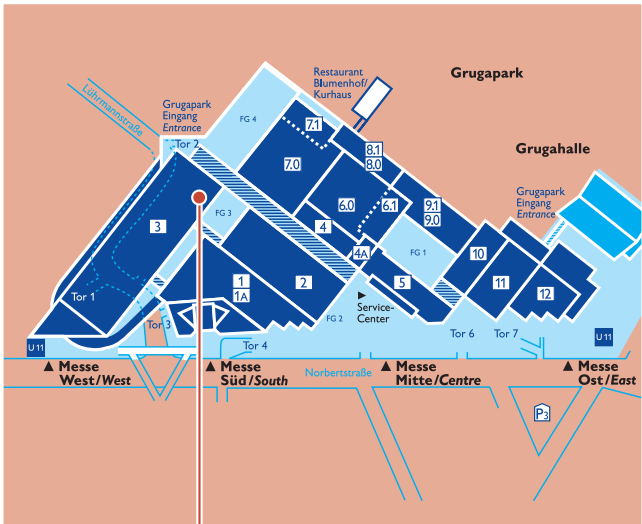 Restaurant
Blumenhof/
Kurhaus
Grugapark
Lührmannstraße
Grugapark
Eingang
Entrance
Tor 2
FG 4
7.1
7.0
8.1
8.0
Grugahalle
Grugapark
Eingang
Entrance
6.0
6.1
9.1
9.0
3
FG 3
4
4A
FG 1
10
11
12
1
1A
2
5
Service-
Center
Tor 1
Tor 3
Tor 4
FG 2
Tor 6
Tor 7
U 11
U 11
Messe
West/West
Messe
Süd/South
Norbertstraße
Messe
Mitte/Centre
Messe
Ost/East
P3